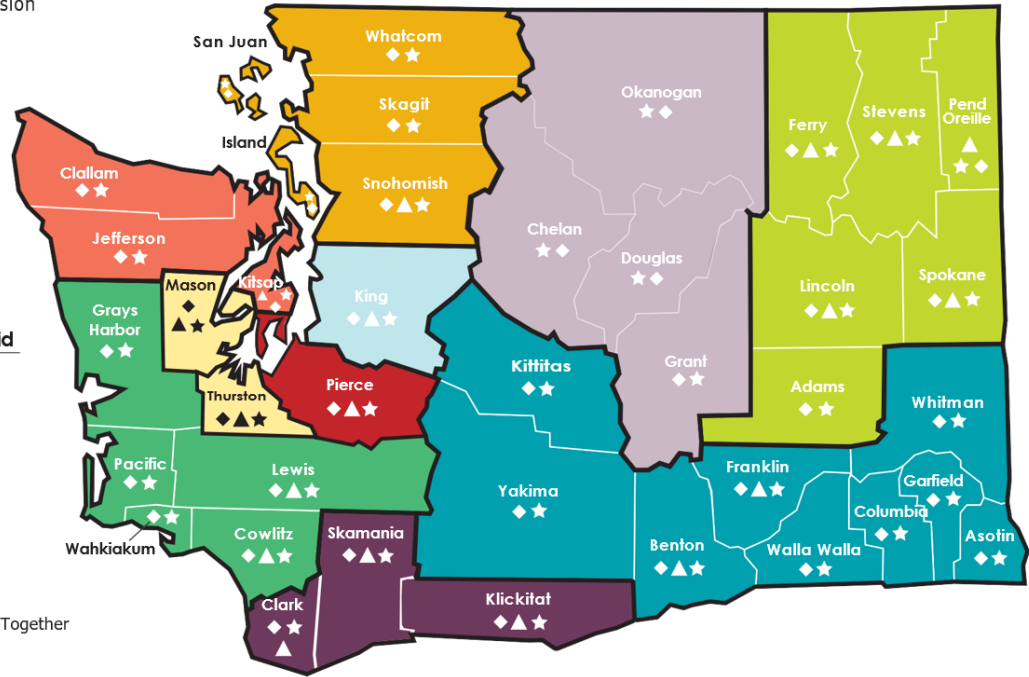 sion
San Juan
Whatcom
Skagit
Island
Snohomish
Okanogan
Ferry
Stevens
Pend
Oreille
Clallam
Jefferson
Chelan
Douglas
Kitsap
Mason
King
Lincoln
Spokane
Grays
Harbor
id
Kittitas
Grant
Adams
Thurston
Pierce
Whitman
Pacific
Lewis
Yakima
Franklin
Garfield
Columbia
Wahkiakum
Cowlitz
Skamania
Benton
Walla Walla
Asotin
Clark
Klickitat
Together